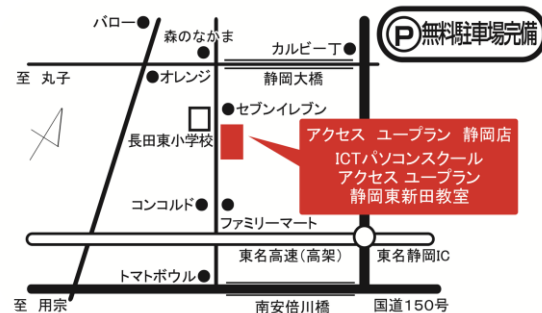 バロー
森のなかま
カルビー丁
P無料駐車場完備
至 丸子
オレンジ
静岡大橋
セブンイレブン
長田東小学校
アクセス ユープラン 静岡店
ICTパソコンスクール
アクセス ユープラン
静岡東新田教室
コンコルド
ファミリーマート
東名高速(高架)
東名静岡IC
トマトボウル
至 用宗
南安倍川橋
国道150号